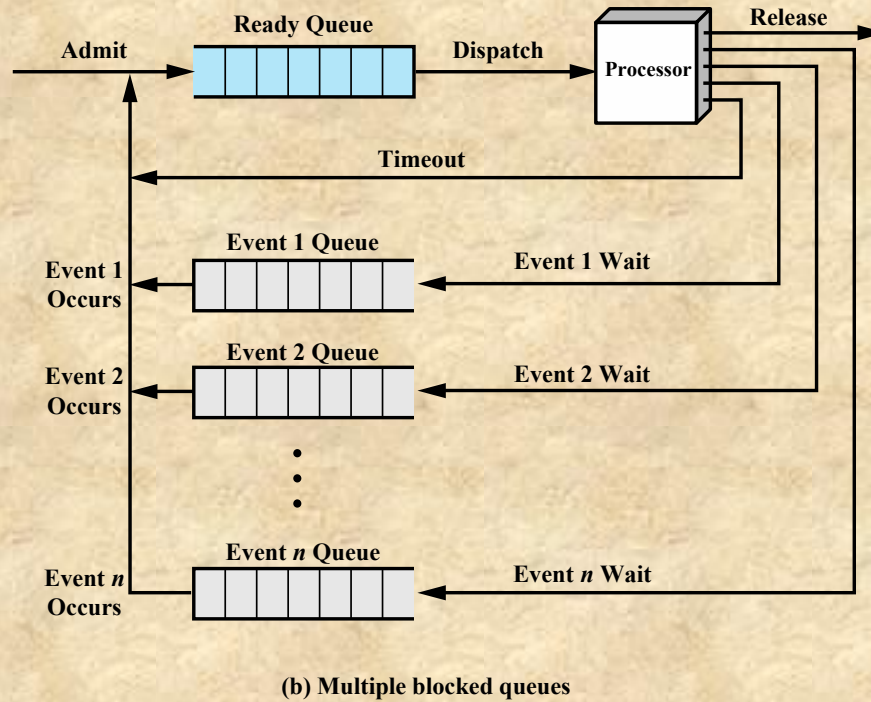 Release
Ready Queue
Admit
Dispatch
Processor
Timeout
Event 1 Queue
Event 1 Wait
Event 1
Occurs
Event 2 Queue
Event 2 Wait
Event 2
Occurs
Event n Queue
Event n Wait
Event n
Occurs
(b) Multiple blocked queues